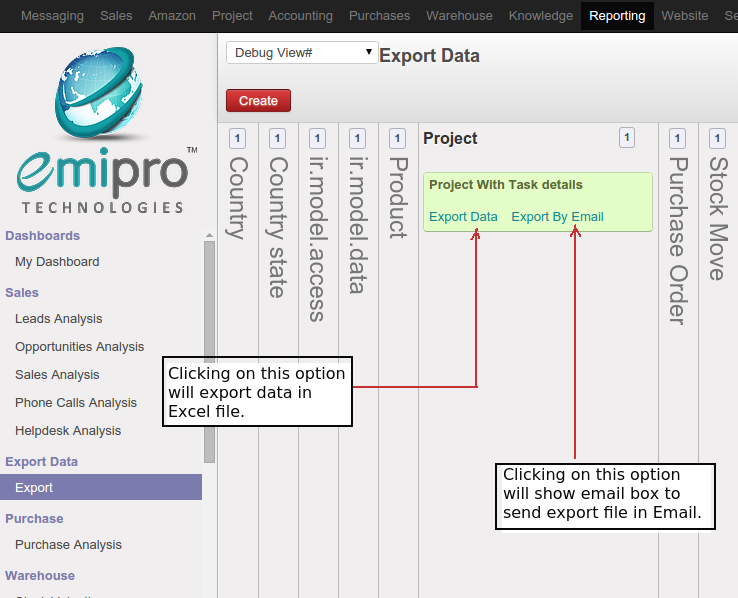 Messaging Sales Amazon Project Accounting Purchases Warehouse Knowledge Reporting Website Se
Debug View# Export Data
Create
emipro™
TECHNOLOGIES
Dashboards
My Dashboard
Sales
Leads Analysis
Opportunities Analysis
Sales Analysis
Phone Calls Analysis
Helpdesk Analysis
Export Data
Export
Purchase
Purchase Analysis
Warehouse
1
Country
1
Country state
1
ir.model.access
1
ir.model.data
1
Product
Project 1
Project With Task details
Export Data Export By Email
1
Purchase Order
1
Stock Move
Clicking on this option
will export data in
Excel file.
Clicking on this option
will show email box to
send export file in Email.